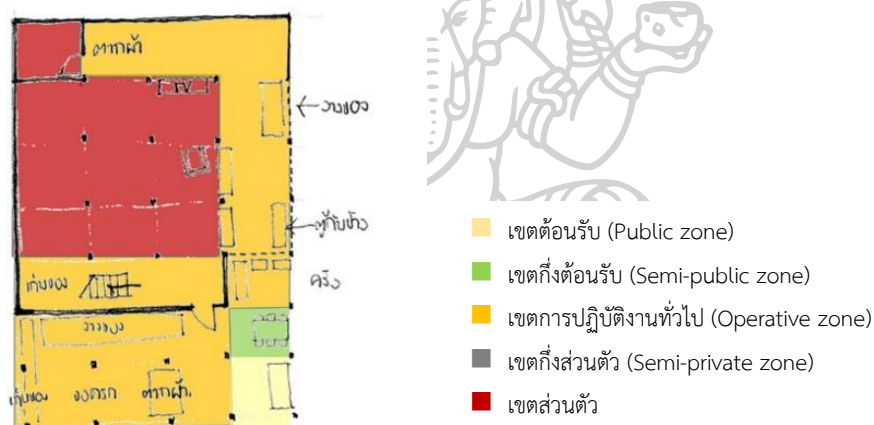 ตากผ้า
TV
วางของ
ตู้กับข้าว
เก็บของ
ครัว
วางของ
เก็บของ
จอดรถ
ตากผ้า
เขตต้อนรับ (Public zone)
เขตกึ่งต้อนรับ (Semi-public zone)
เขตการปฏิบัติงานทั่วไป (Operative zone)
เขตกึ่งส่วนตัว (Semi-private zone)
เขตส่วนตัว